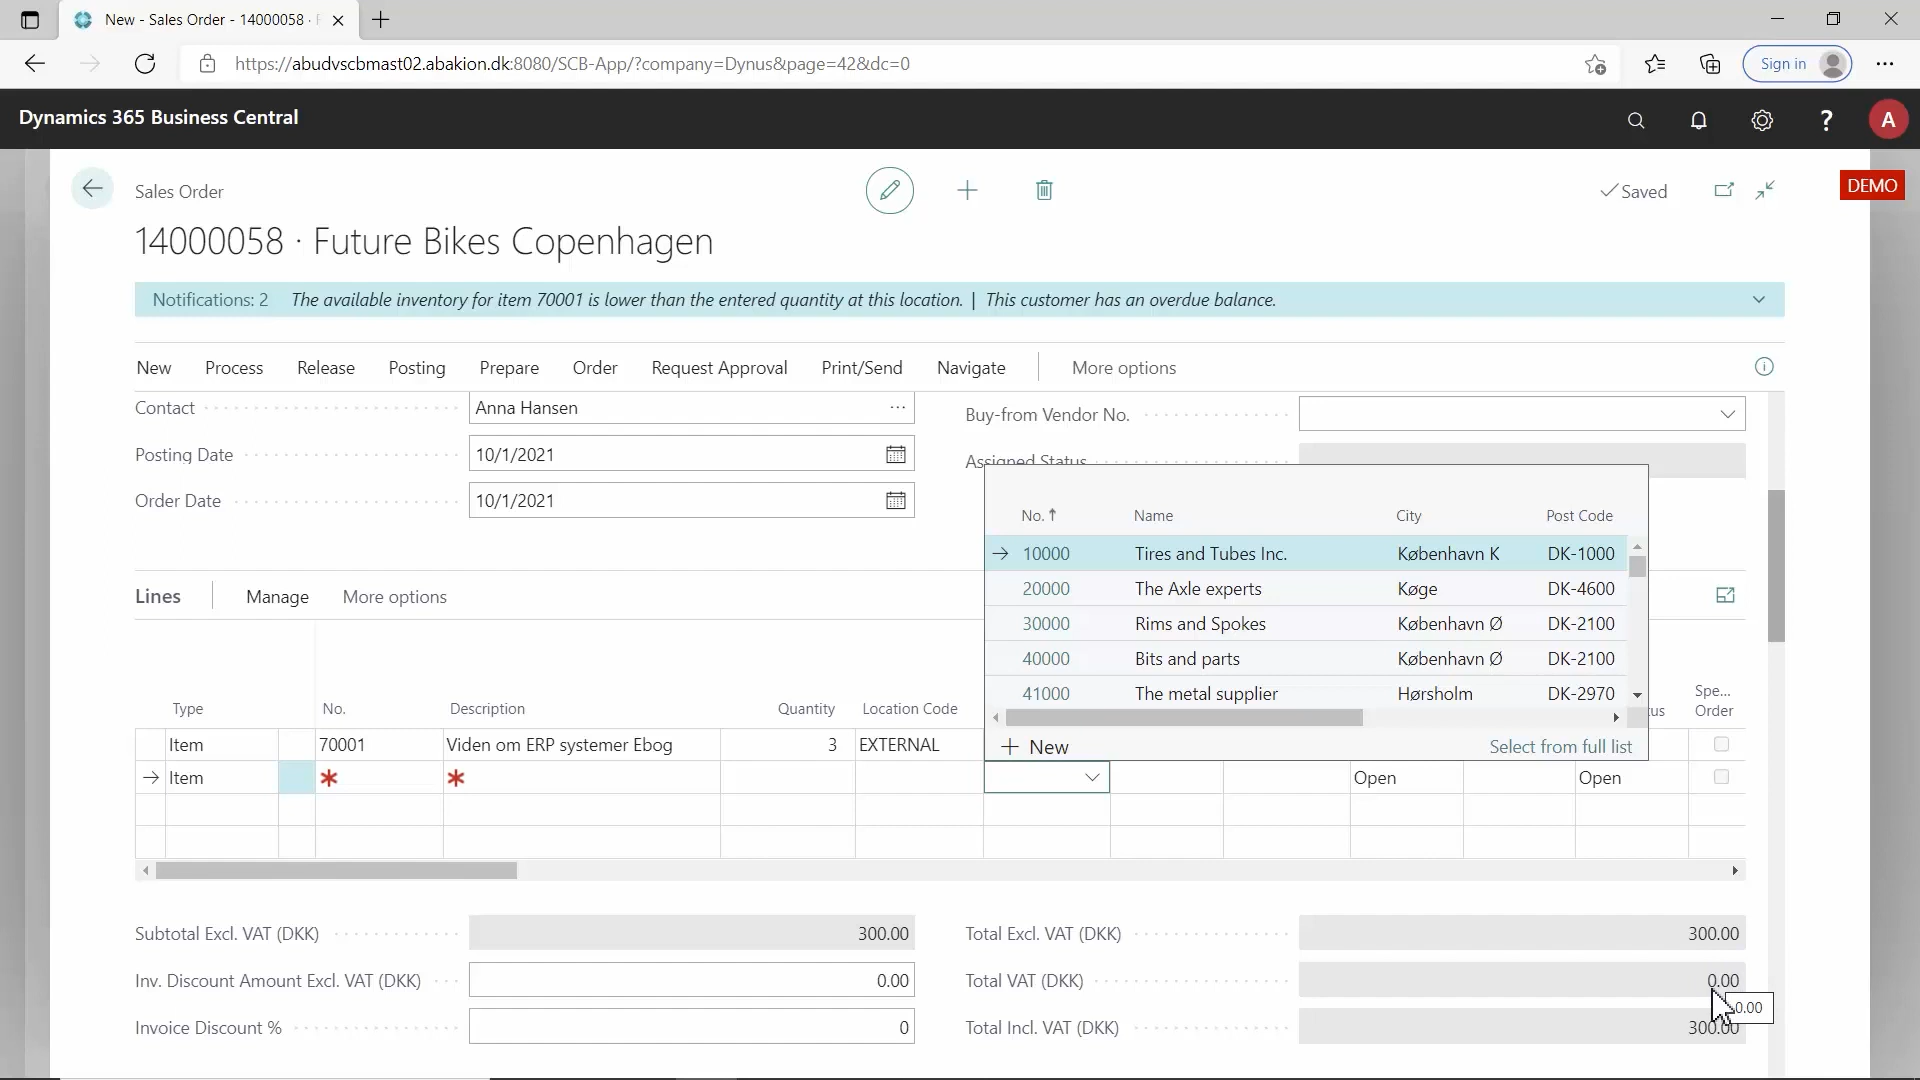 New - Sales Order - 14000058 ·
https://abudvscbmast02.abakion.dk:8080/SCB-App/?company=Dynus&page=42&dc=0
Sign in
Dynamics 365 Business Central
?
A
Sales Order
Saved
DEMO
14000058 · Future Bikes Copenhagen
Notifications: 2 The available inventory for item 70001 is lower than the entered quantity at this location. | This customer has an overdue balance.
New Process Release Posting Prepare Order Request Approval Print/Send Navigate More options
Contact Anna Hansen
Buy-from Vendor No.
Posting Date 10/1/2021
Assigned Status
Order Date 10/1/2021
No. Name City Post Code
10000 Tires and Tubes Inc. København K DK-1000
20000 The Axle experts Køge DK-4600
30000 Rims and Spokes København Ø DK-2100
40000 Bits and parts København Ø DK-2100
41000 The metal supplier Hørsholm DK-2970
+ New Select from full list
Lines Manage More options
Type No. Description Quantity Location Code Spe... Order
Item 70001 Viden om ERP systemer Ebog 3 EXTERNAL
Item * * Open Open
Subtotal Excl. VAT (DKK) 300.00
Total Excl. VAT (DKK) 300.00
Inv. Discount Amount Excl. VAT (DKK) 0.00
Total VAT (DKK) 0.00
0.00
Invoice Discount % 0
Total Incl. VAT (DKK) 300.00